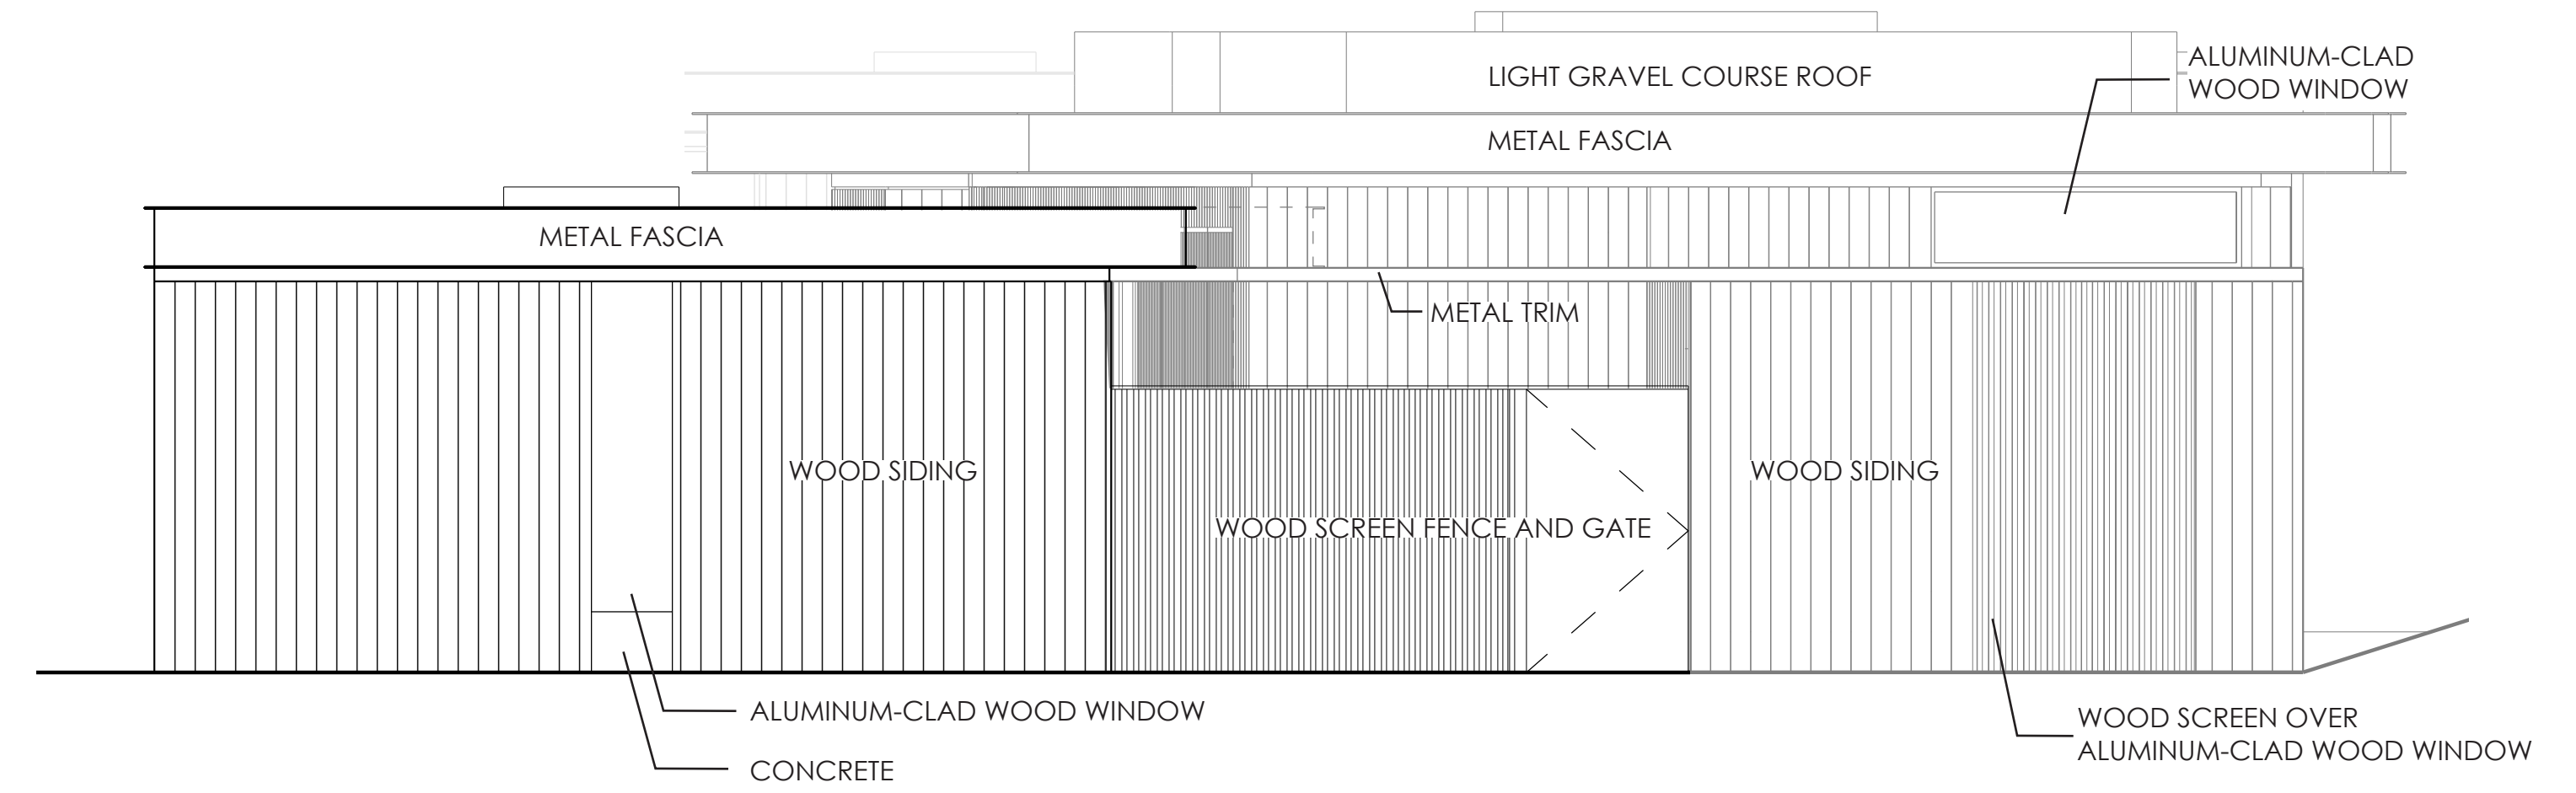 ALUMINUM-CLAD
WOOD WINDOW
LIGHT GRAVEL COURSE ROOF
METAL FASCIA
METAL FASCIA
METAL TRIM
WOOD SIDING
WOOD SIDING
WOOD SCREEN FENCE AND GATE
ALUMINUM-CLAD WOOD WINDOW
CONCRETE
WOOD SCREEN OVER
ALUMINUM-CLAD WOOD WINDOW